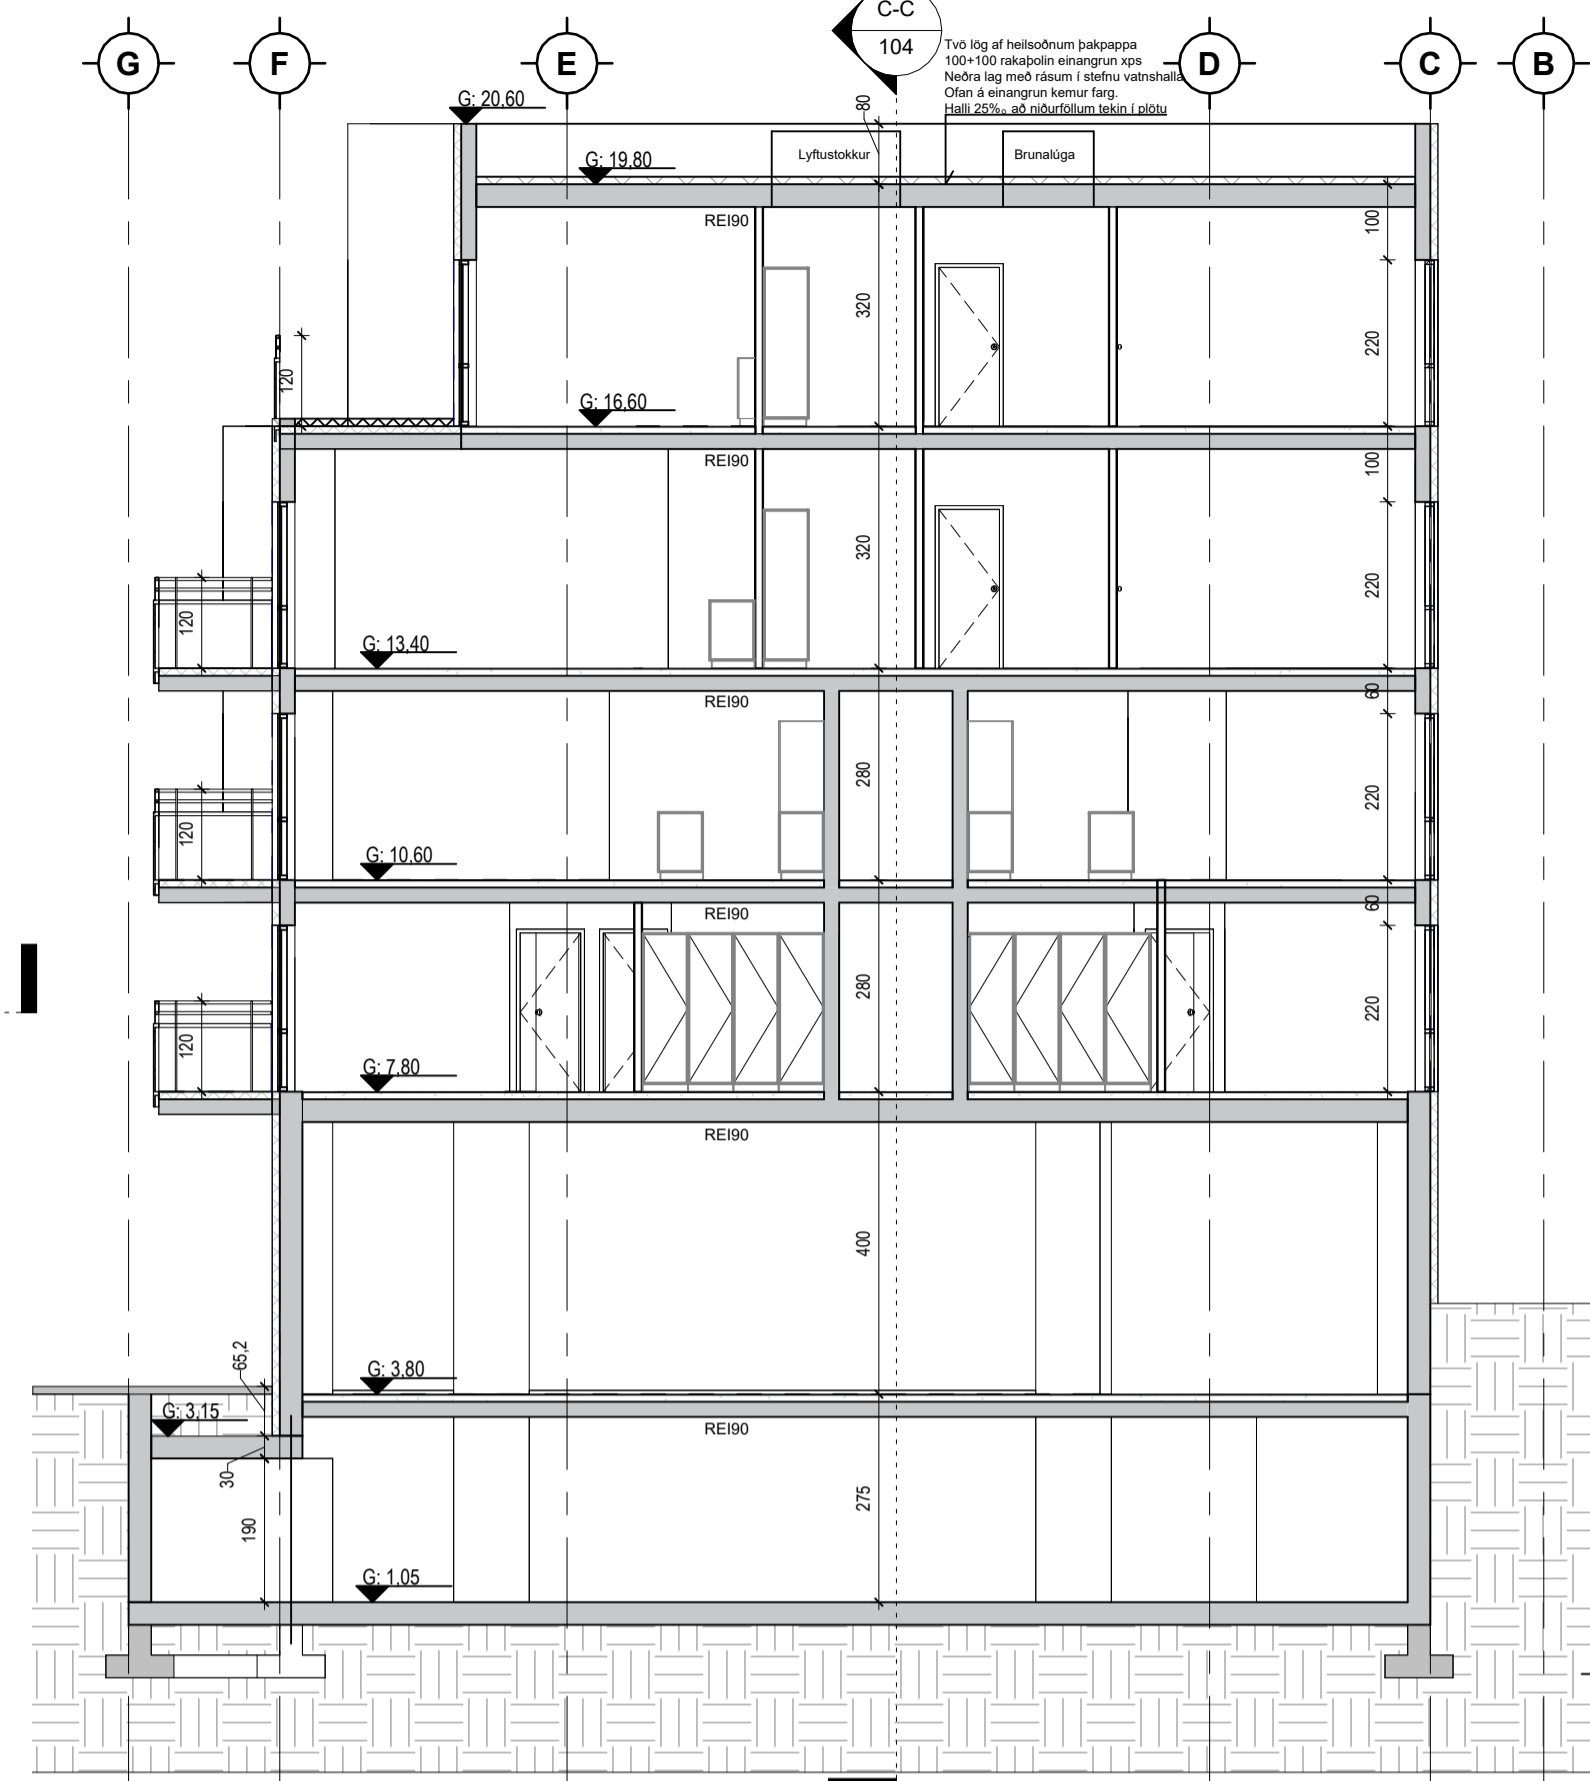 C-C
104
G
F
E
D
C
B
Tvö lög af heilsoðnum þakpappa
100+100 rakaþolin einangrun xps
Neðra lag með rásum í stefnu vatnshalla
Ofan á einangrun kemur farg.
Halli 25‰ að niðurföllum tekin í plötu
G: 20,60
80
Lyftustokkur
Brunalúga
G: 19,80
REI90
100
320
220
120
G: 16,60
REI90
100
320
220
120
G: 13,40
REI90
60
280
220
120
G: 10,60
REI90
60
280
220
120
G: 7,80
REI90
400
65,2
G: 3,80
G: 3,15
REI90
30
275
190
G: 1,05